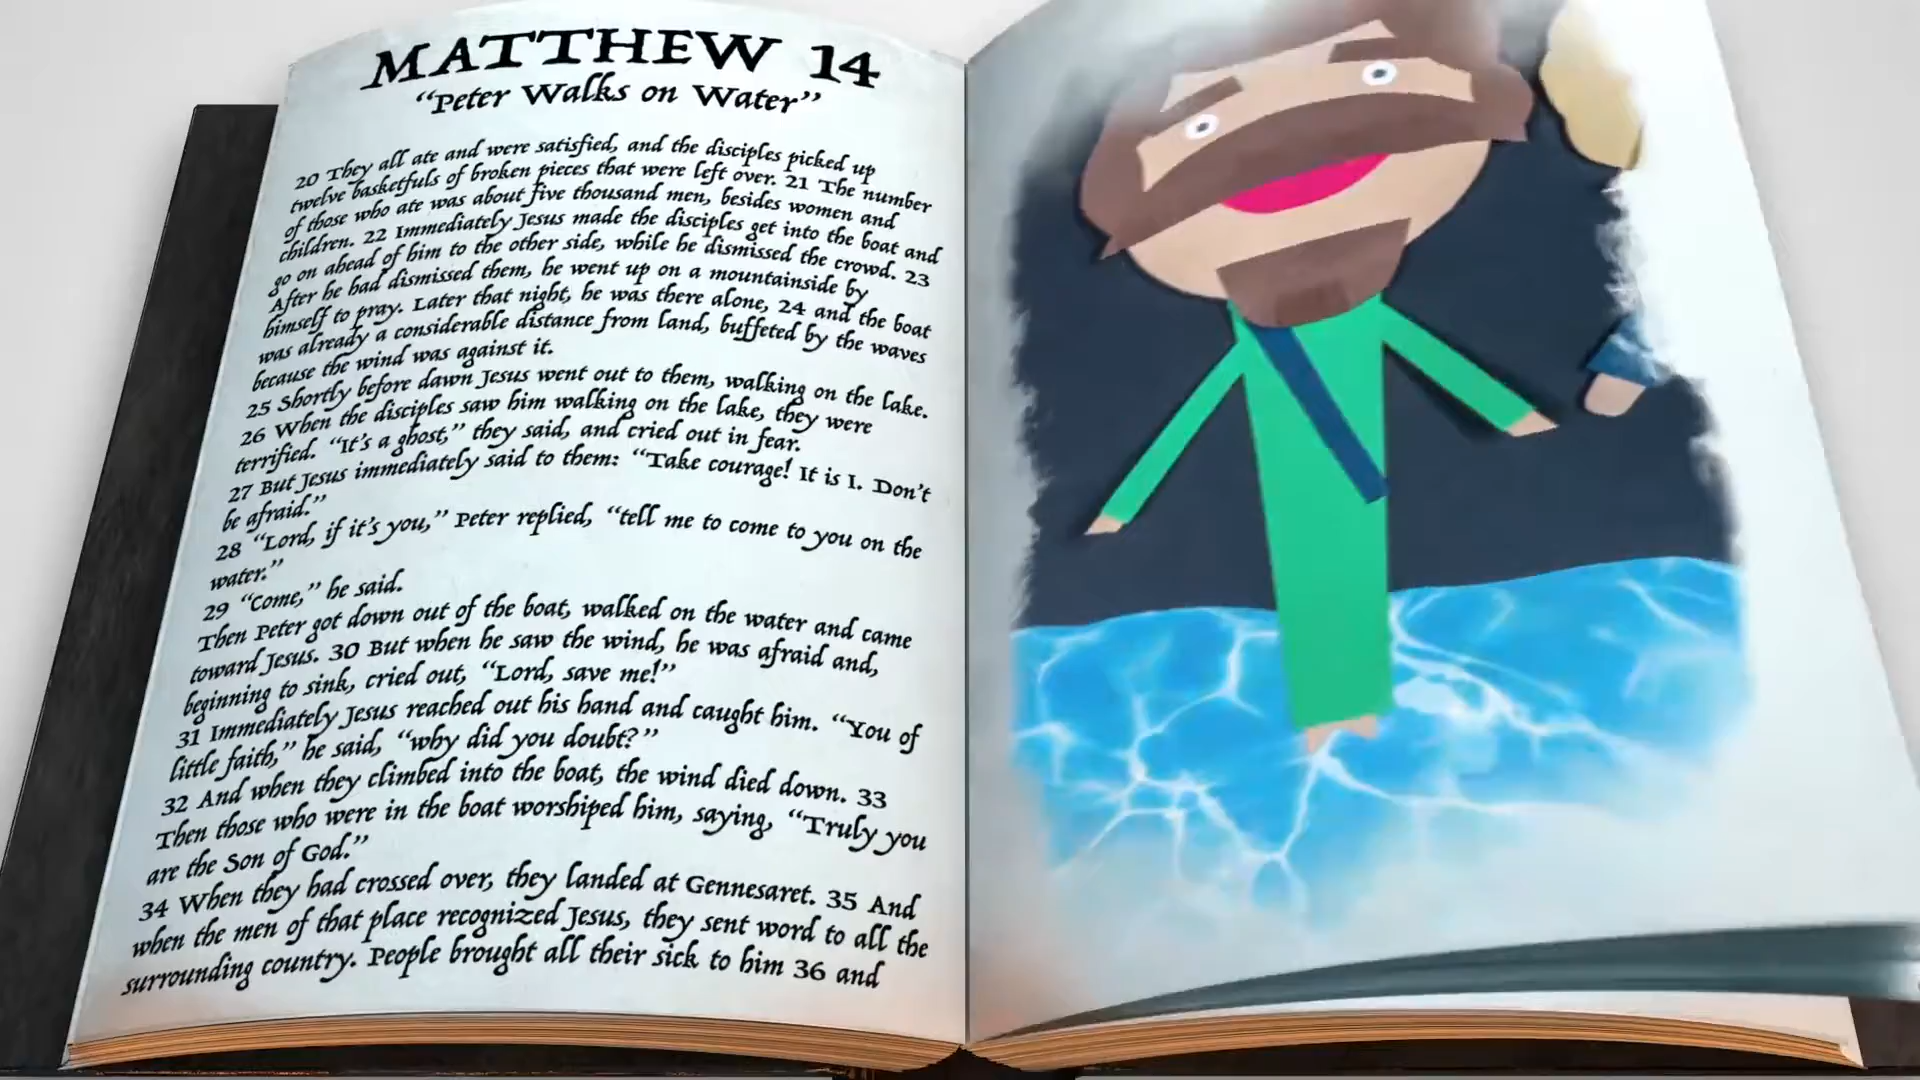 MATTHEW 14
“Peter Walks on Water”
20 They all ate and were satisfied, and the disciples picked up
twelve basketfuls of broken pieces that were left over. 21 The number
of those who ate was about five thousand men, besides women and
children. 22 Immediately Jesus made the disciples get into the boat and
go on ahead of him to the other side, while he dismissed the crowd. 23
After he had dismissed them, he went up on a mountainside by
himself to pray. Later that night, he was there alone, 24 and the boat
was already a considerable distance from land, buffeted by the waves
because the wind was against it.
25 Shortly before dawn Jesus went out to them, walking on the lake.
26 When the disciples saw him walking on the lake, they were
terrified. “It’s a ghost,” they said, and cried out in fear.
27 But Jesus immediately said to them: “Take courage! It is I. Don’t
be afraid.”
28 “Lord, if it’s you,” Peter replied, “tell me to come to you on the
water.”
29 “Come,” he said.
Then Peter got down out of the boat, walked on the water and came
toward Jesus. 30 But when he saw the wind, he was afraid and,
beginning to sink, cried out, “Lord, save me!”
31 Immediately Jesus reached out his hand and caught him. “You of
little faith,” he said, “why did you doubt?”
32 And when they climbed into the boat, the wind died down. 33
Then those who were in the boat worshiped him, saying, “Truly you
are the Son of God.”
34 When they had crossed over, they landed at Gennesaret. 35 And
when the men of that place recognized Jesus, they sent word to all the
surrounding country. People brought all their sick to him 36 and